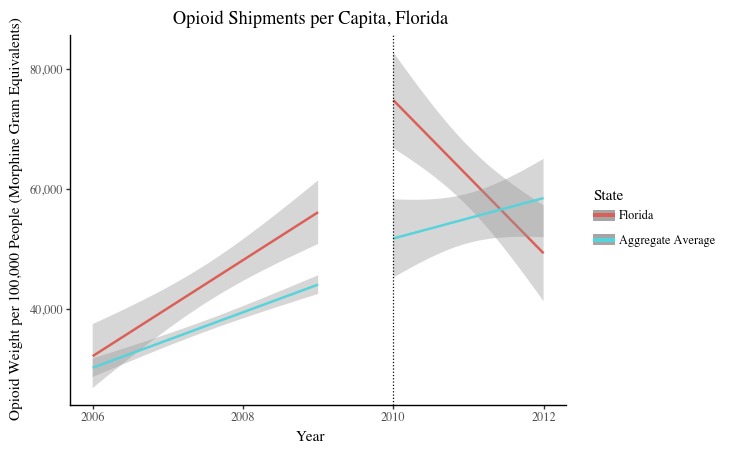 Opioid Shipments per Capita, Florida
Opioid Weight per 100,000 People (Morphine Gram Equivalents)
80,000
60,000
40,000
2006
2008
2010
2012
Year
State
Florida
Aggregate Average